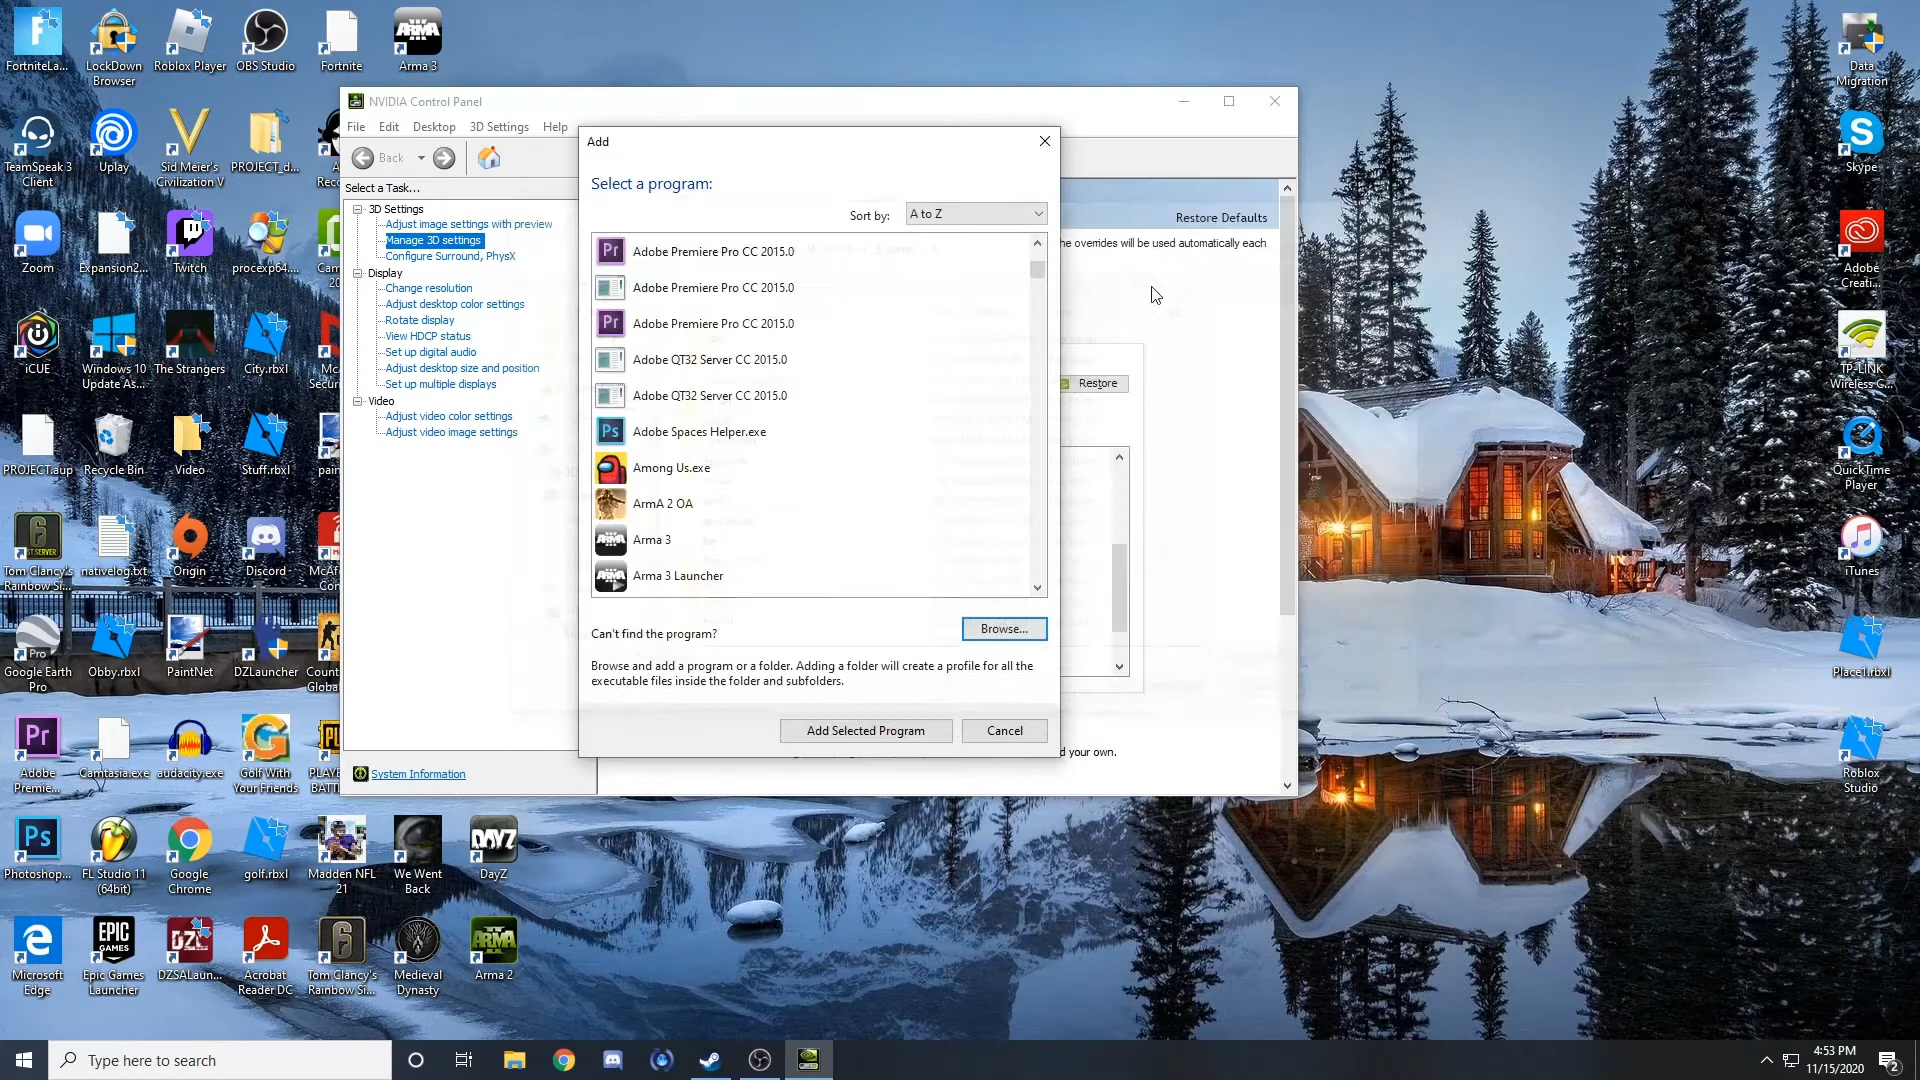 FortniteLa...
LockDown
Browser
Roblox Player
OBS Studio
Fortnite
Arma 3
Data
Migration
TeamSpeak 3
Client
Uplay
Sid Meier's
Civilization V
PROJECT_d...
Skype
Zoom
Expansion2...
Twitch
procexp64....
Adobe
Creati...
iCUE
Windows 10
Update As...
The Strangers
City.rbxl
TP-LINK
Wireless C...
PROJECT.aup
Recycle Bin
Video
Stuff.rbxl
QuickTime
Player
Tom Clancy's
Rainbow Si...
nativelog.txt
Origin
Discord
iTunes
Google Earth
Pro
Obby.rbxl
PaintNet
DZLauncher
Place1.rbxl
Adobe
Premie...
Camtasia.exe
audacity.exe
Golf With
Your Friends
Roblox
Studio
Photoshop...
FL Studio 11
(64bit)
Google
Chrome
golf.rbxl
Madden NFL
21
We Went
Back
DayZ
Microsoft
Edge
Epic Games
Launcher
DZSALaun...
Acrobat
Reader DC
Tom Clancy's
Rainbow Si...
Medieval
Dynasty
Arma 2
NVIDIA Control Panel
File Edit Desktop 3D Settings Help
Back
Select a Task...
3D Settings
Adjust image settings with preview
Manage 3D settings
Configure Surround, PhysX
Display
Change resolution
Adjust desktop color settings
Rotate display
View HDCP status
Set up digital audio
Adjust desktop size and position
Set up multiple displays
Video
Adjust video color settings
Adjust video image settings
System Information
Restore Defaults
he overrides will be used automatically each
Restore
d your own.
Add
Select a program:
Sort by: A to Z
Adobe Premiere Pro CC 2015.0
Adobe Premiere Pro CC 2015.0
Adobe Premiere Pro CC 2015.0
Adobe QT32 Server CC 2015.0
Adobe QT32 Server CC 2015.0
Adobe Spaces Helper.exe
Among Us.exe
ArmA 2 OA
Arma 3
Arma 3 Launcher
Can't find the program?
Browse...
Browse and add a program or a folder. Adding a folder will create a profile for all the
executable files inside the folder and subfolders.
Add Selected Program
Cancel
Type here to search
4:53 PM
11/15/2020
2